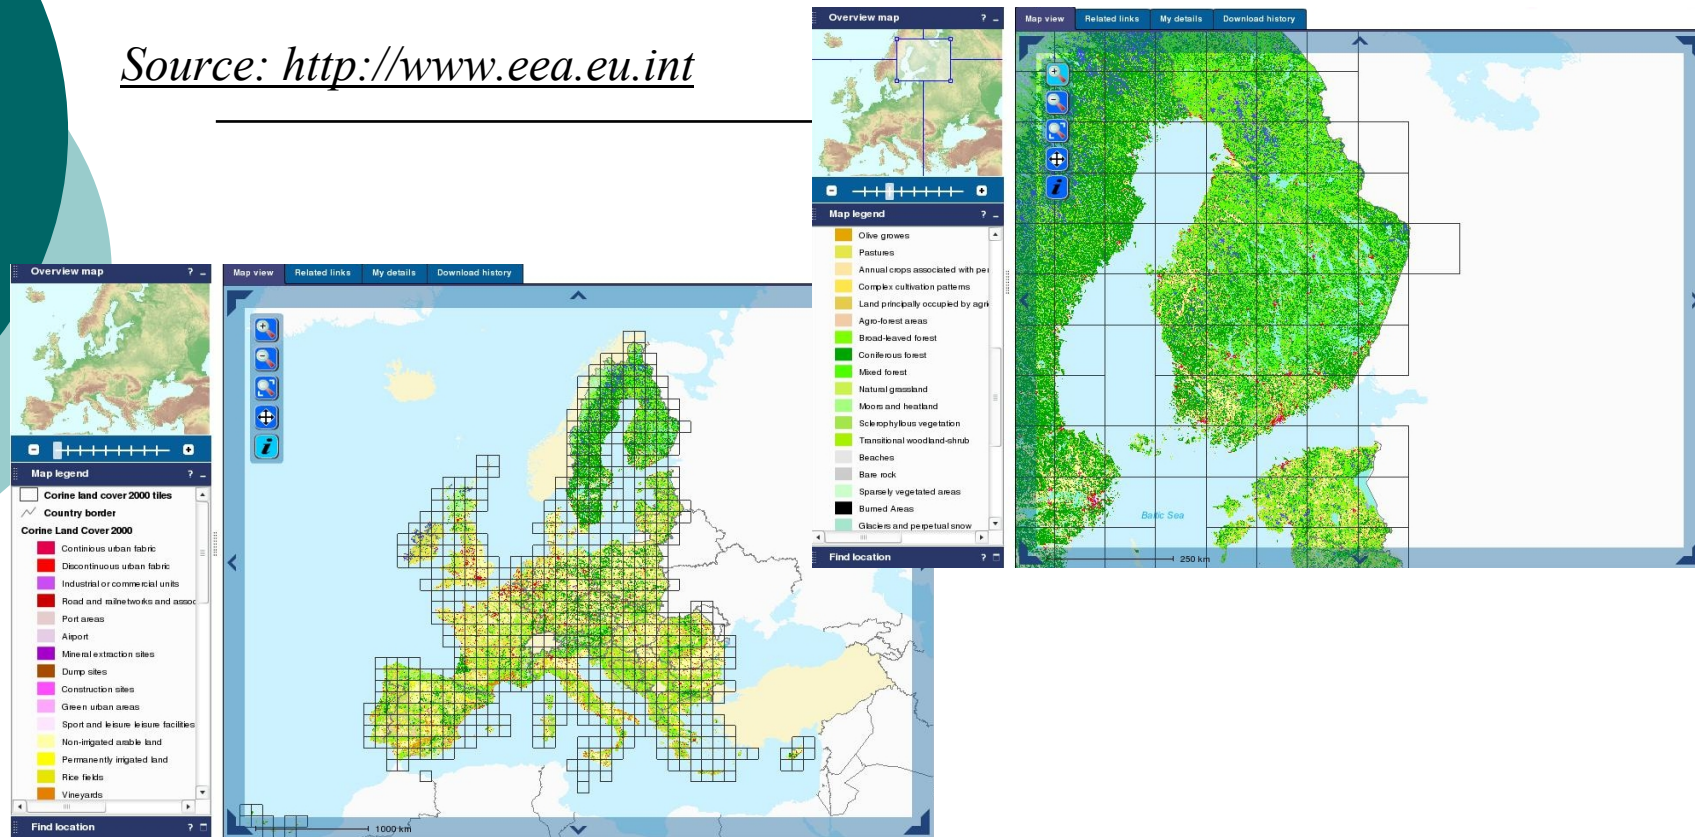 Source: http://www.eea.eu.int
Overview map ? _
Map legend ? _
Olive growes
Pastures
Annual crops associated with per
Complex cultivation patterns
Land principally occupied by agri
Agro-forest areas
Broad-leaved forest
Coniferous forest
Mixed forest
Natural grassland
Moors and heatland
Sclerophyllous vegetation
Transitional woodland-shrub
Beaches
Bare rock
Sparsely vegetated areas
Burned Areas
Glaciers and perpetual snow
Find location ?
Map view Related links My details Download history
i
Baltic Sea
250 km
Overview map ? _
Map legend ? _
Corine land cover 2000 tiles
Country border
Corine Land Cover 2000
Continious urban fabric
Discontinuous urban fabric
Industrial or commercial units
Road and railnetworks and assoc
Port areas
Airport
Mineral extraction sites
Dump sites
Construction sites
Green urban areas
Sport and leisure leisure facilities
Non-irrigated arable land
Permanently irrigated land
Rice fields
Vineyards
Find location ?
Map view Related links My details Download history
i
1000 km